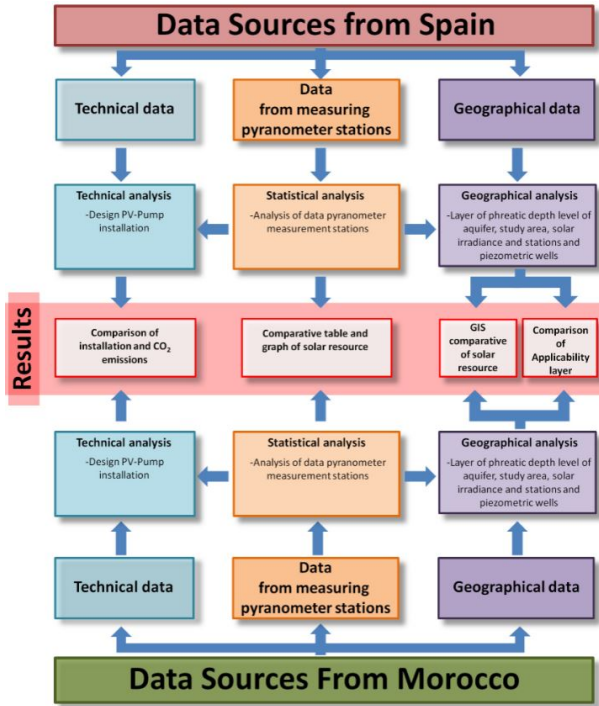 Data Sources from Spain
Technical data
Data
from measuring
pyranometer stations
Geographical data
Technical analysis
-Design PV-Pump
installation
Statistical analysis
-Analysis of data pyranometer
measurement stations
Geographical analysis
-Layer of phreatic depth level of
aquifer, study area, solar
irradiance and stations and
piezometric wells
Results
Comparison of
installation and CO2
emissions
Comparative table and
graph of solar resource
GIS
comparative
of solar
resource
Comparison of
Applicability
layer
Technical analysis
-Design PV-Pump
installation
Statistical analysis
-Analysis of data pyranometer
measurement stations
Geographical analysis
-Layer of phreatic depth level of
aquifer, study area, solar
irradiance and stations and
piezometric wells
Technical data
Data
from measuring
pyranometer stations
Geographical data
Data Sources From Morocco